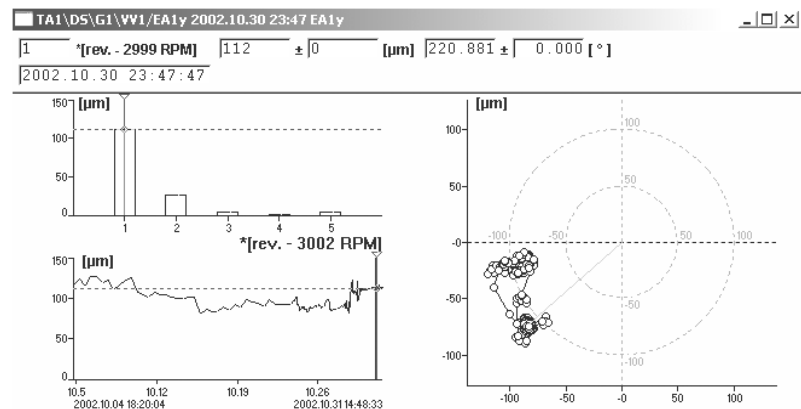 TA1\DS\G1\VV1/EA1y 2002.10.30 23:47 EA1y
1 *[rev. - 2999 RPM] 112 ± 0 [μm] 220.881 ± 0.000 [°]
2002.10.30 23:47:47
150 [μm]
100
50
0
1 2 3 4 5
*[rev. - 3002 RPM]
150 [μm]
100
50
0
10.5 10.12 10.19 10.26
2002.10.04 18:20:04 2002.10.31 14:48:33
[μm]
100
50
-0
-50
-100
-100 -50 -0 50 100
100
50
-100 -50 50 100
-50
-100